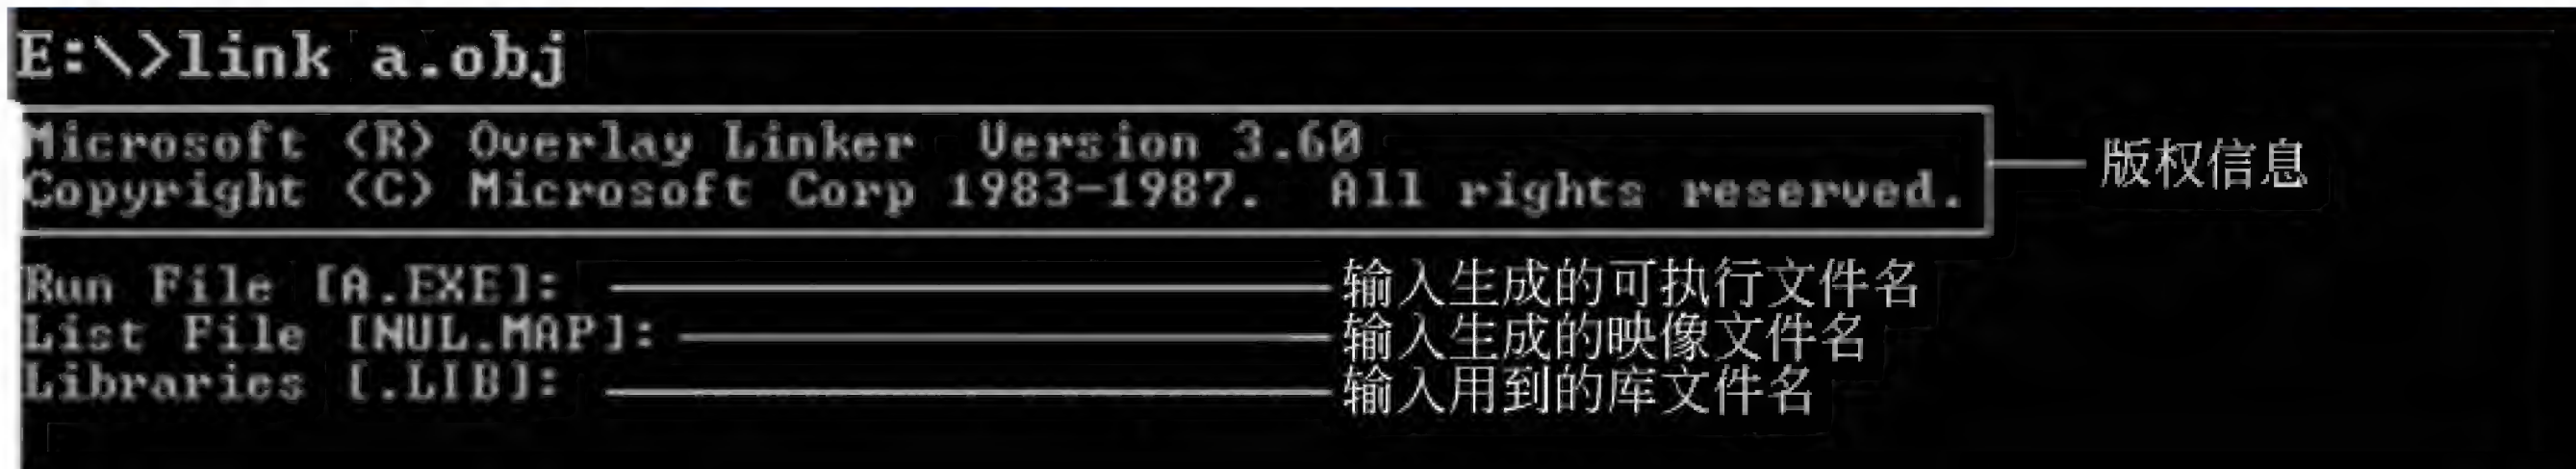 E:\>link a.obj
Microsoft (R) Overlay Linker  Version 3.60
Copyright (C) Microsoft Corp 1983-1987.  All rights reserved.
版权信息
Run File [A.EXE]: 输入生成的可执行文件名
List File [NUL.MAP]: 输入生成的映像文件名
Libraries [.LIB]: 输入用到的库文件名